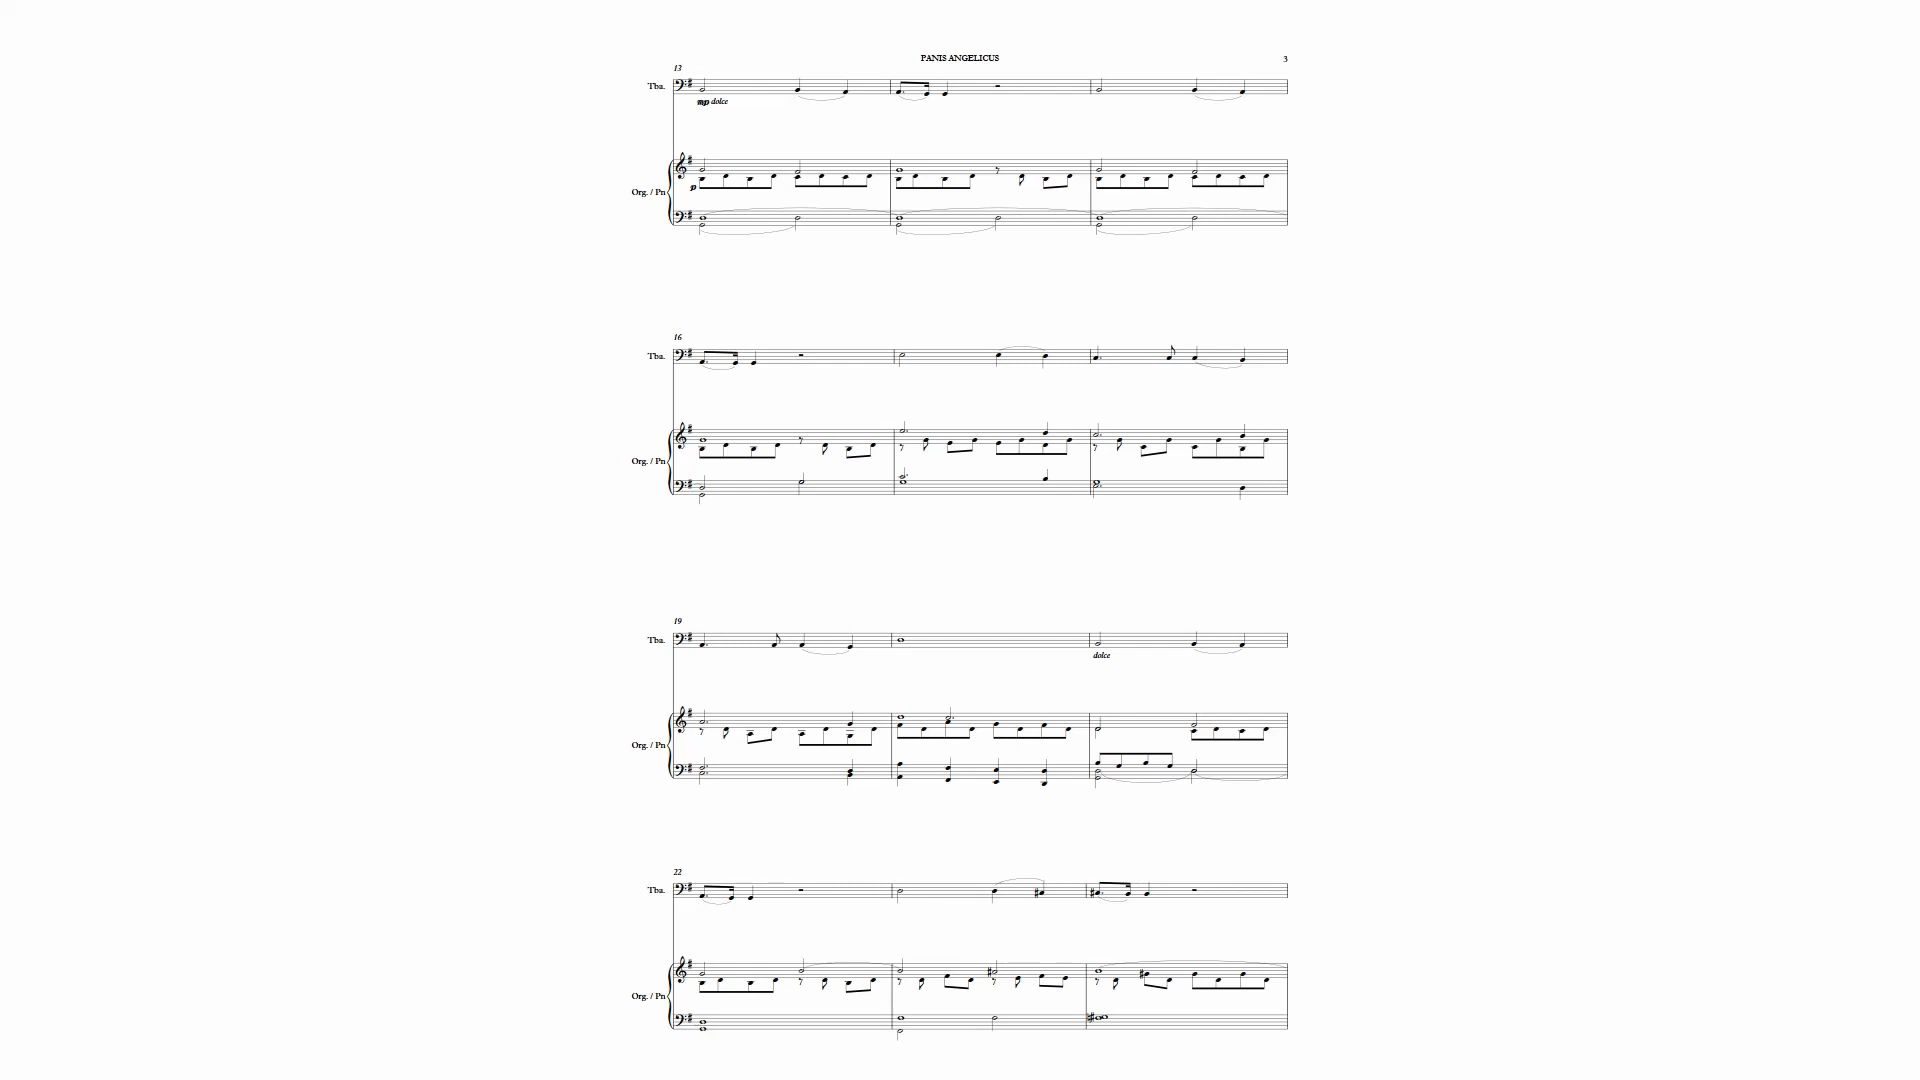 PANIS ANGELICUS
3
13
Tba.
mp dolce
p
Org. / Pn
16
Tba.
Org. / Pn
19
Tba.
dolce
Org. / Pn
22
Tba.
Org. / Pn